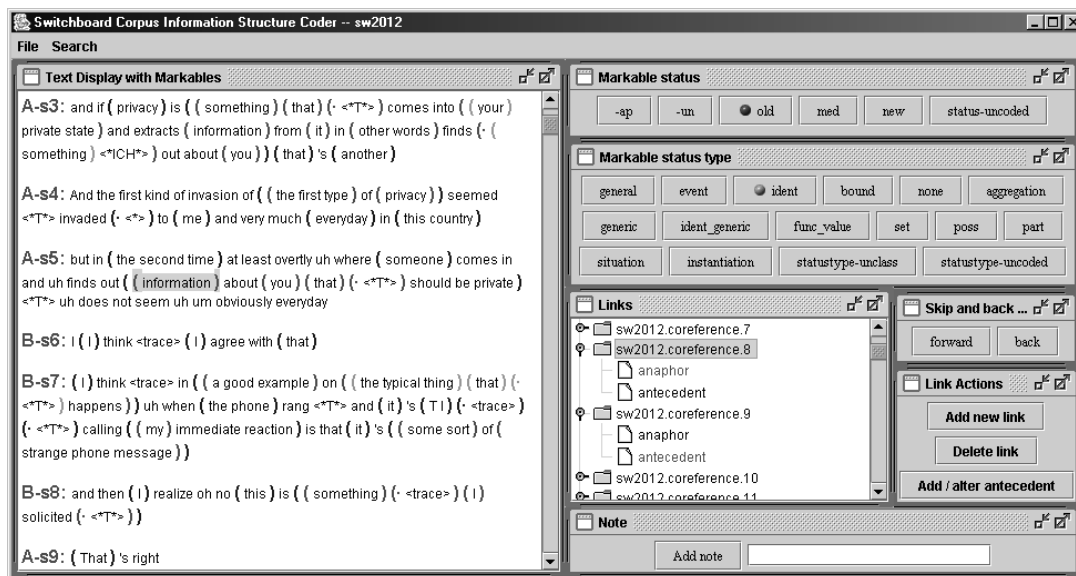 Switchboard Corpus Information Structure Coder -- sw2012
File Search
Text Display with Markables
A-s3: and if ( privacy ) is ( ( something ) ( that ) (· <*T*> ) comes into ( ( your )
private state ) and extracts ( information ) from ( it ) in ( other words ) finds (· (
something ) <*ICH*> ) out about ( you ) ) ( that ) 's ( another )
A-s4: And the first kind of invasion of ( ( the first type ) of ( privacy ) ) seemed
<*T*> invaded (· <*> ) to ( me ) and very much ( everyday ) in ( this country )
A-s5: but in ( the second time ) at least overtly uh where ( someone ) comes in
and uh finds out ( ( information ) about ( you ) ( that ) (· <*T*> ) should be private )
<*T*> uh does not seem uh um obviously everyday
B-s6: I ( I ) think <trace> ( I ) agree with ( that )
B-s7: ( I ) think <trace> in ( ( a good example ) on ( ( the typical thing ) ( that ) (·
<*T*> ) happens ) ) uh when ( the phone ) rang <*T*> and ( it ) 's ( T I ) (· <trace> )
(· <*T*> ) calling ( ( my ) immediate reaction ) is that ( it ) 's ( ( some sort ) of (
strange phone message ) )
B-s8: and then ( I ) realize oh no ( this ) is ( ( something ) (· <trace> ) ( I )
solicited (· <*T*> ) )
A-s9: ( That ) 's right
Markable status
-ap -un old med new status-uncoded
Markable status type
general event ident bound none aggregation
generic ident_generic func_value set poss part
situation instantiation statustype-unclass statustype-uncoded
Links
sw2012.coreference.7
sw2012.coreference.8
anaphor
antecedent
sw2012.coreference.9
anaphor
antecedent
sw2012.coreference.10
sw2012.coreference.11
Skip and back ...
forward back
Link Actions
Add new link
Delete link
Add / alter antecedent
Note
Add note